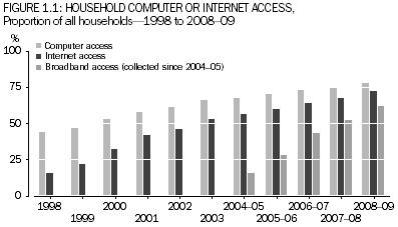 FIGURE 1.1: HOUSEHOLD COMPUTER OR INTERNET ACCESS,
Proportion of all households—1998 to 2008–09
%
Computer access
Internet access
Broadband access (collected since 2004–05)
100
75
50
25
0
1998 2000 2002 2004–05 2006–07 2008–09
1999 2001 2003 2005–06 2007–08